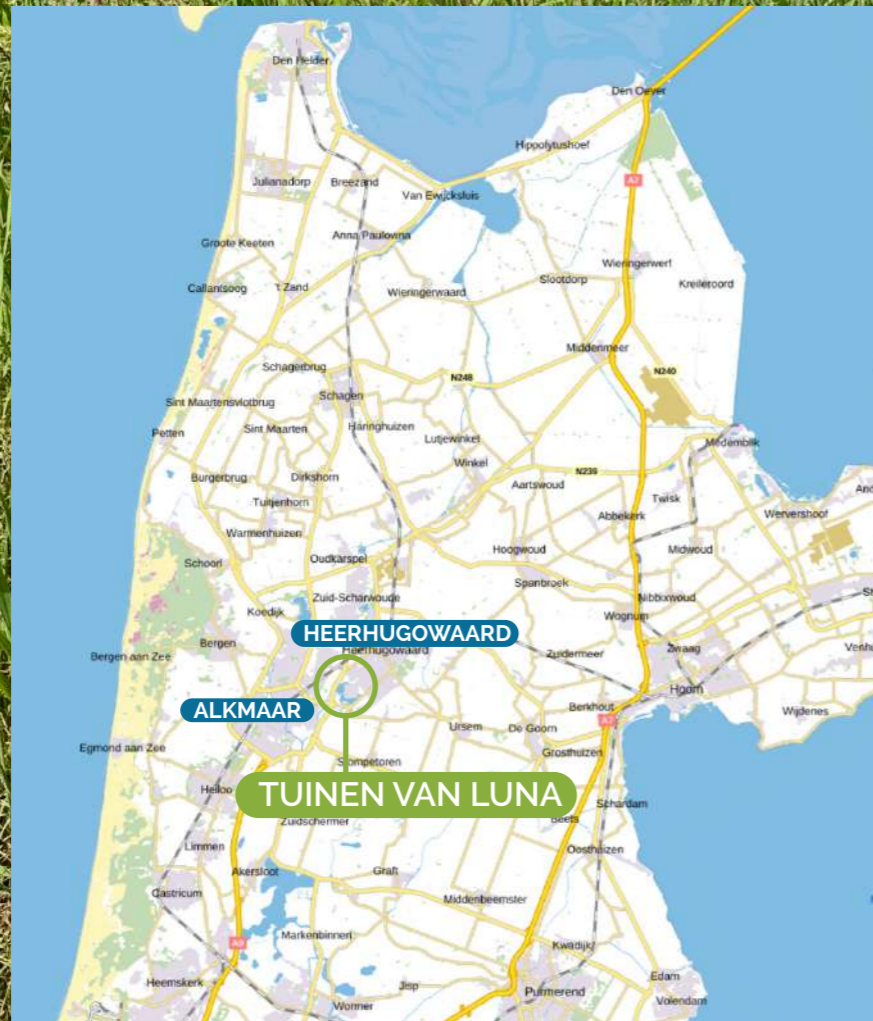 Den Helder
Den Oever
Hippolytushoef
Julianadorp
Breezand
Van Ewijcksluis
A7
Anna Paulowna
Groote Keeten
Wieringerwerf
Callantsoog
't Zand
Wieringerwaard
Slootdorp
Kreileroord
Middenmeer
Schagerbrug
N248
N240
Schagen
Sint Maartensvlotbrug
Petten
Sint Maarten
Haringhuizen
Lutjewinkel
Medemblik
Winkel
N239
Burgerbrug
Dirkshorn
Aartswoud
Twisk
Tuitjenhorn
Abbekerk
Wervershoof
Warmenhuizen
Schoorl
Oudkarspel
Hoogwoud
Midwoud
Spanbroek
Zuid-Scharwoude
Nibbixwoud
Koedijk
Wognum
HEERHUGOWAARD
Bergen
Heerhugowaard
Zuidermeer
Zwaag
Bergen aan Zee
Hoorn
ALKMAAR
Berkhout
A7
Wijdenes
Ursem
De Goorn
Egmond aan Zee
Grosthuizen
Stompetoren
Heiloo
TUINEN VAN LUNA
Schardam
Zuidschermer
Beets
Limmen
Oosthuizen
Akersloot
Graft
Castricum
Middenbeemster
Markenbinnen
A9
Kwadijk
Heemskerk
Jisp
Edam
Purmerend
Volendam
Wormer